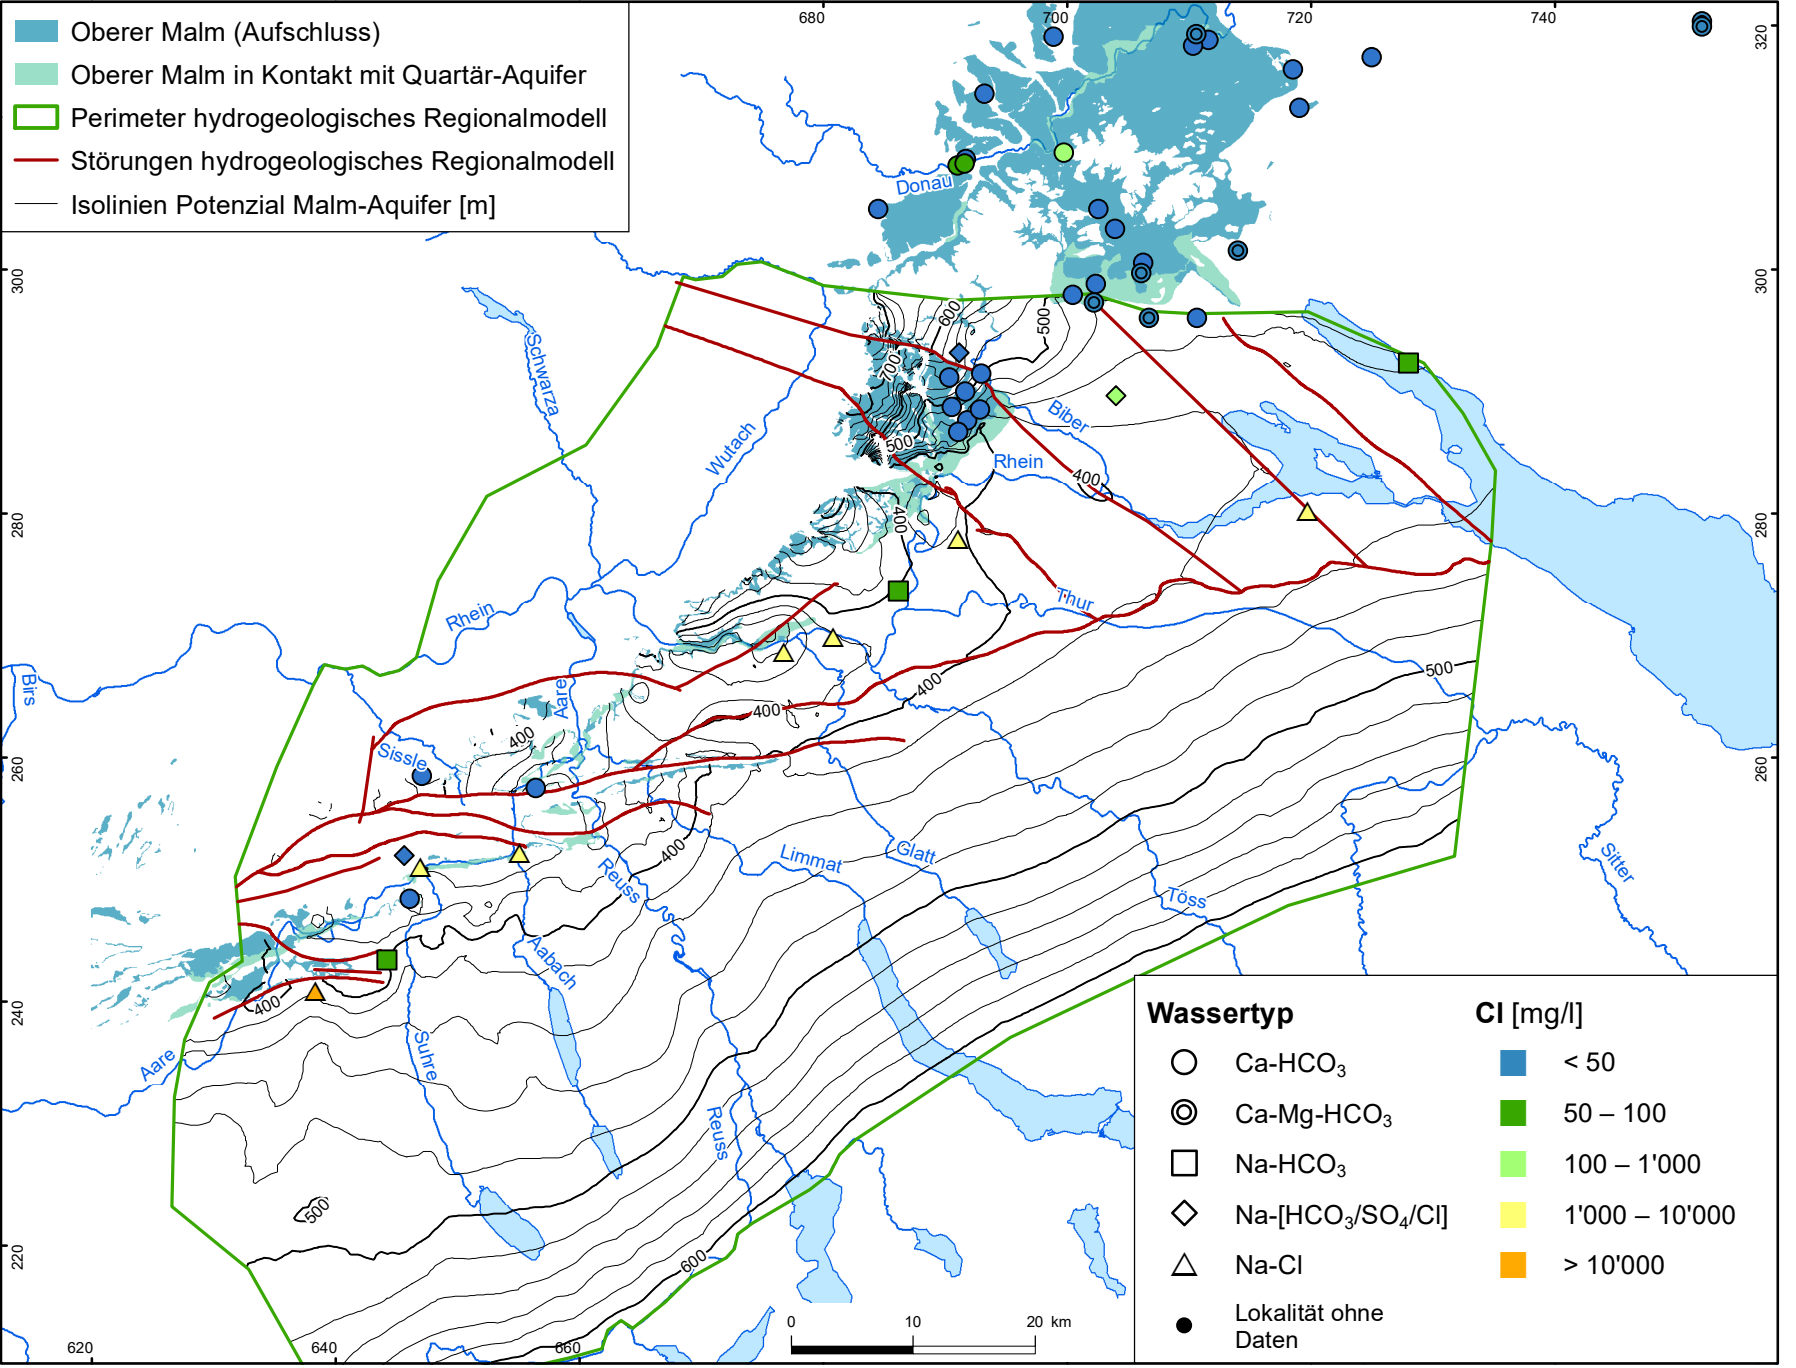 Oberer Malm (Aufschluss)
Oberer Malm in Kontakt mit Quartär-Aquifer
Perimeter hydrogeologisches Regionalmodell
Störungen hydrogeologisches Regionalmodell
Isolinien Potenzial Malm-Aquifer [m]
680
700
720
740
320
Donau
300
300
600
500
Schwarza
700
Wutach
Biber
500
Rhein
400
280
280
400
Rhein
Thur
Birs
Aare
400
500
400
400
Sissle
260
260
400
Limmat
Glatt
Reuss
Töss
Sitter
Aabach
240
400
Aare
Suhre
Reuss
500
220
600
620
640
660
0 10 20 km
Wassertyp
Ca-HCO₃
Ca-Mg-HCO₃
Na-HCO₃
Na-[HCO₃/SO₄/Cl]
Na-Cl
Lokalität ohne
Daten
Cl [mg/l]
< 50
50 – 100
100 – 1'000
1'000 – 10'000
> 10'000